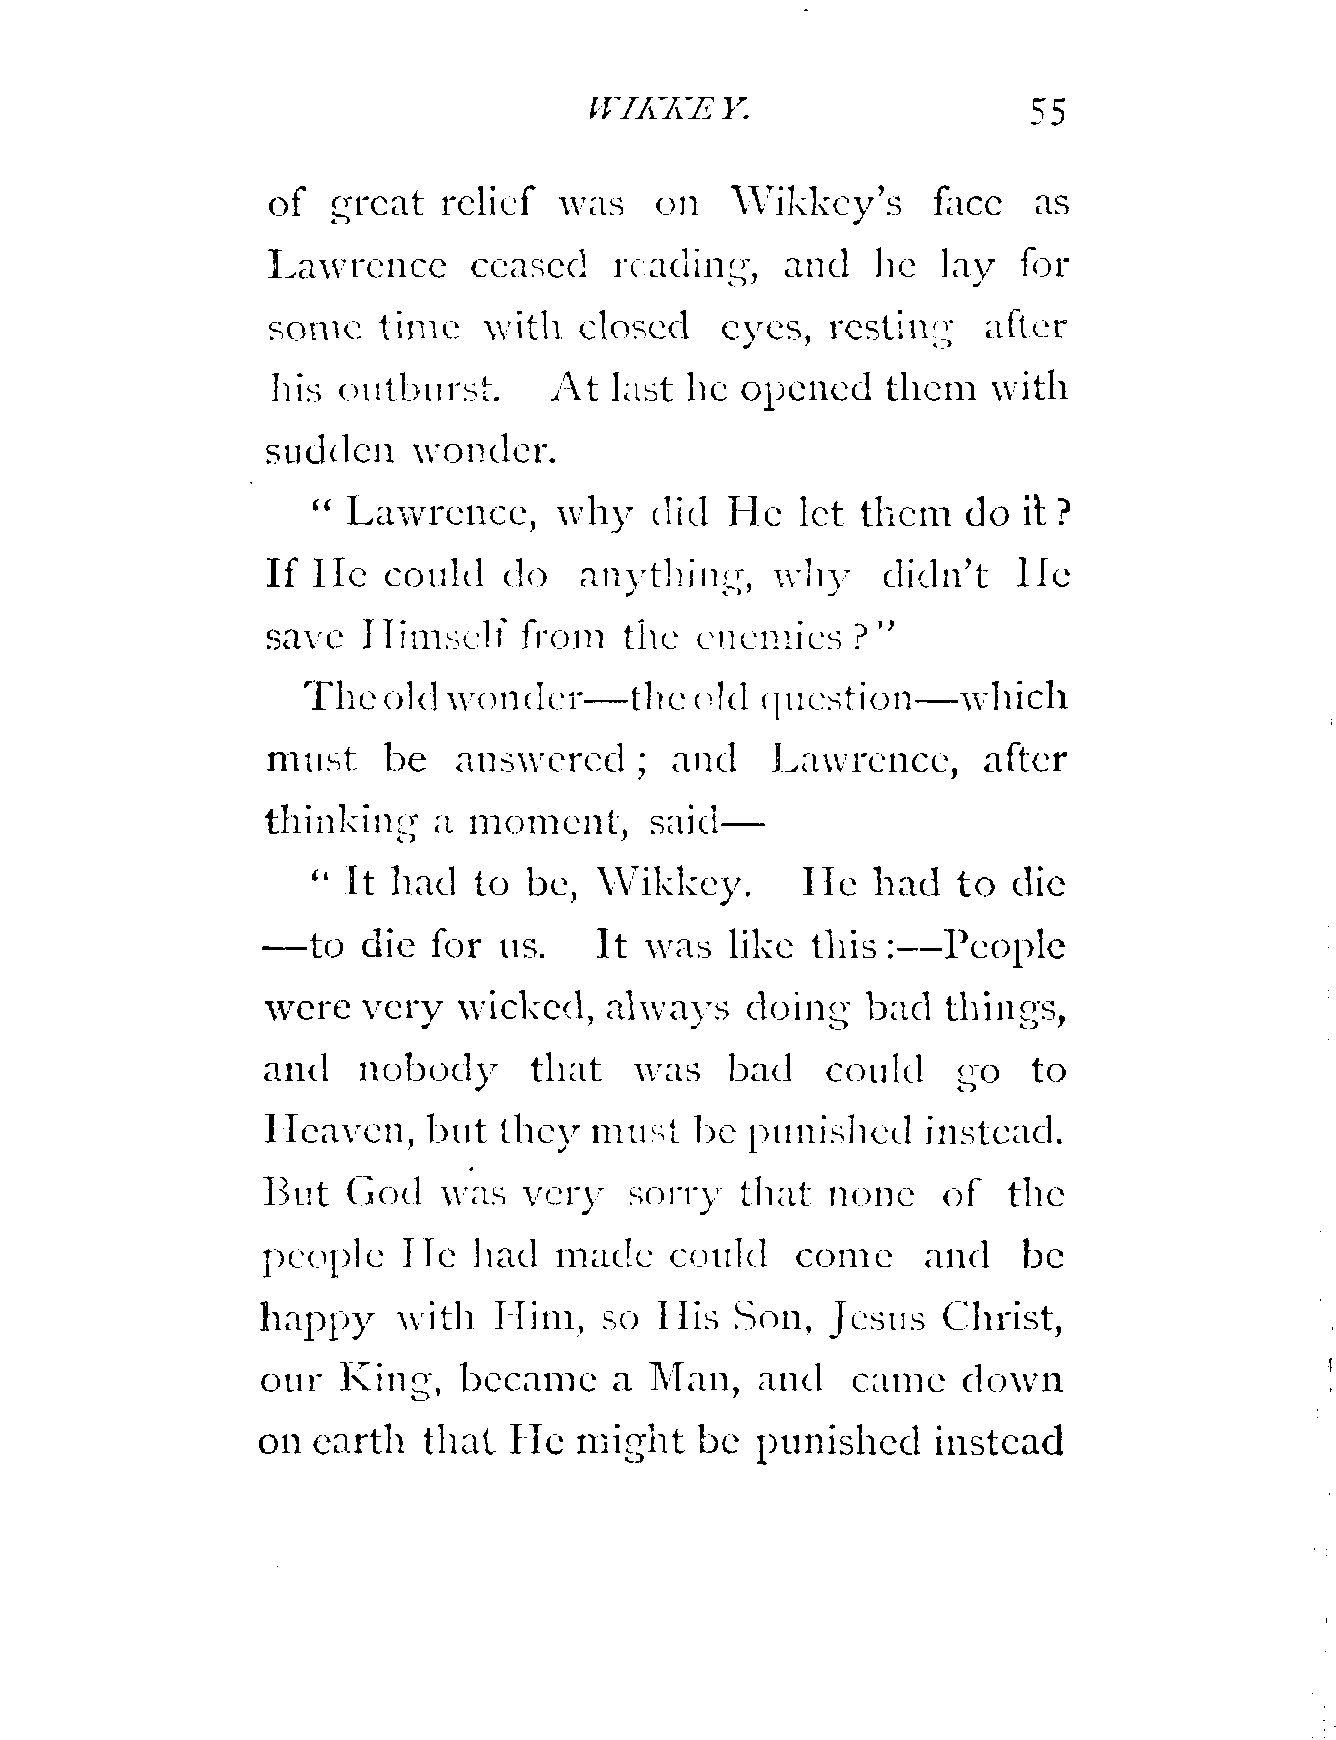 WIKKEY. 55
of great relief was on Wikkey's face as
Lawrence ceased reading, and he lay for
some time with closed eyes, resting after
his outburst. At last he opened them with
sudden wonder.
" Lawrence, why did He let them do it ?
If He could do anything, why didn't He
save Himself from the enemies ? "
The old wonder—the old question—which
must be answered ; and Lawrence, after
thinking a moment, said—
" It had to be, Wikkey. He had to die
—to die for us. It was like this :—People
were very wicked, always doing bad things,
and nobody that was bad could go to
Heaven, but they must be punished instead.
But God was very sorry that none of the
people He had made could come and be
happy with Him, so His Son, Jesus Christ,
our King, became a Man, and came down
on earth that He might be punished instead